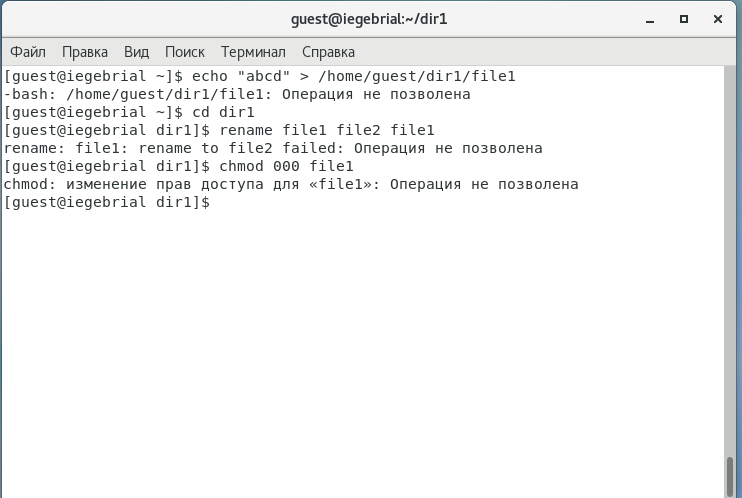 guest@iegebrial:~/dir1
Файл Правка Вид Поиск Терминал Справка
[guest@iegebrial ~]$ echo "abcd" > /home/guest/dir1/file1
-bash: /home/guest/dir1/file1: Операция не позволена
[guest@iegebrial ~]$ cd dir1
[guest@iegebrial dir1]$ rename file1 file2 file1
rename: file1: rename to file2 failed: Операция не позволена
[guest@iegebrial dir1]$ chmod 000 file1
chmod: изменение прав доступа для «file1»: Операция не позволена
[guest@iegebrial dir1]$